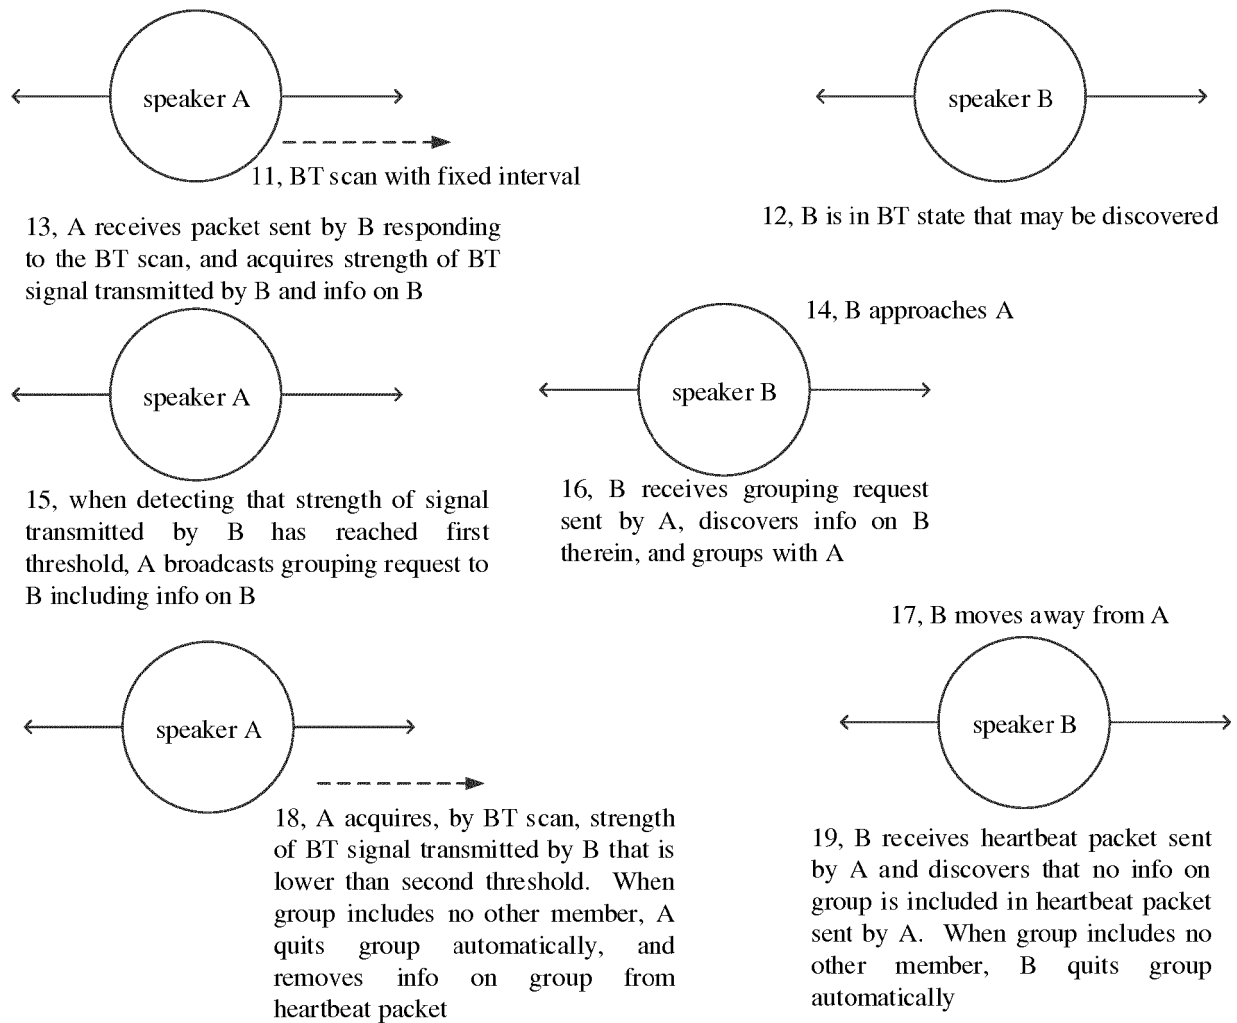 speaker A
speaker B
11, BT scan with fixed interval
12, B is in BT state that may be discovered
13, A receives packet sent by B responding
to the BT scan, and acquires strength of BT
signal transmitted by B and info on B
14, B approaches A
speaker A
speaker B
15, when detecting that strength of signal
transmitted by B has reached first
threshold, A broadcasts grouping request to
B including info on B
16, B receives grouping request
sent by A, discovers info on B
therein, and groups with A
17, B moves away from A
speaker A
speaker B
18, A acquires, by BT scan, strength
of BT signal transmitted by B that is
lower than second threshold. When
group includes no other member, A
quits group automatically, and
removes info on group from
heartbeat packet
19, B receives heartbeat packet sent
by A and discovers that no info on
group is included in heartbeat packet
sent by A. When group includes no
other member, B quits group
automatically